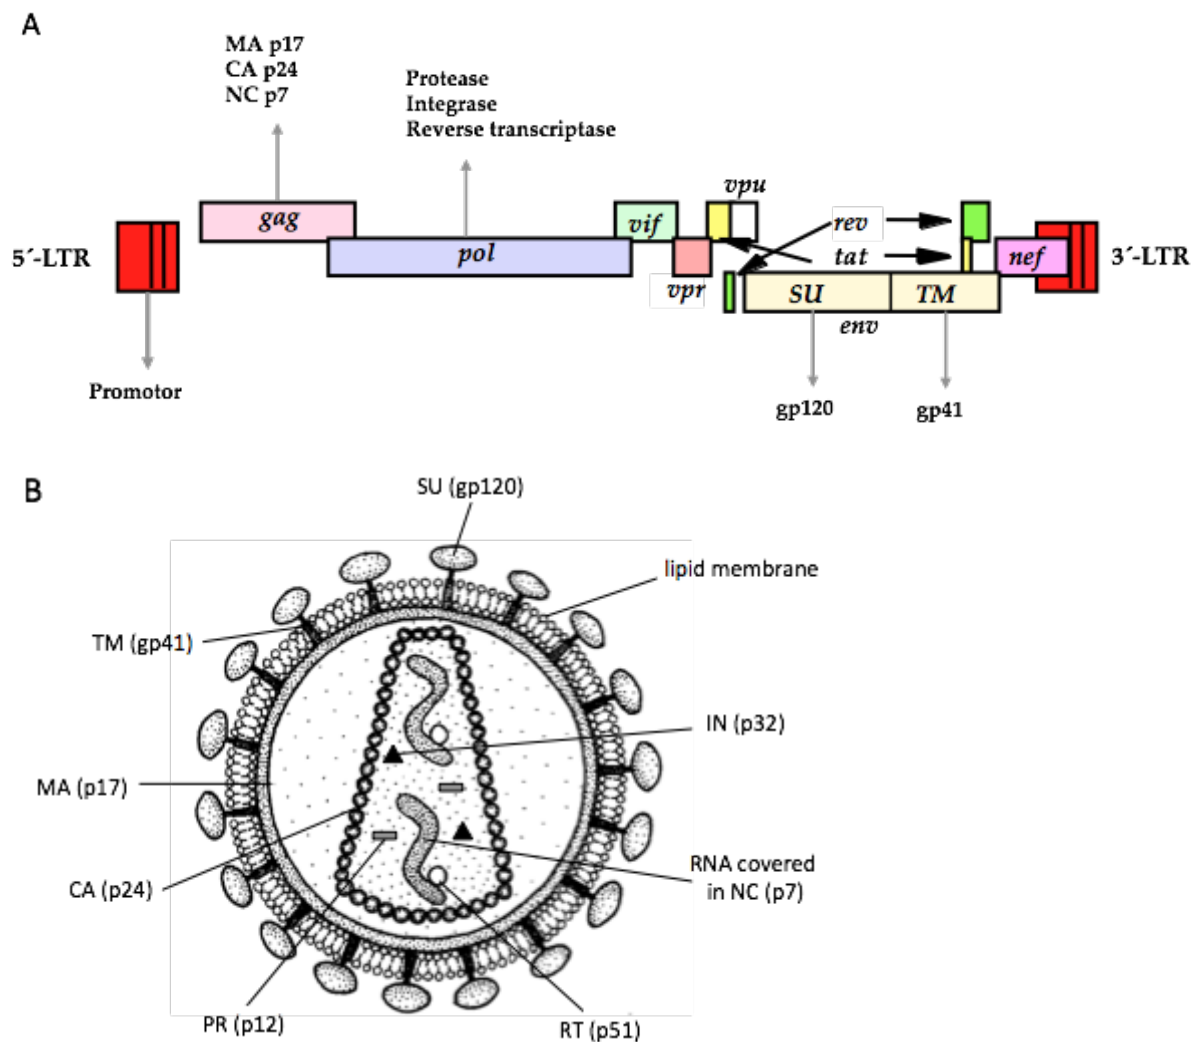 A
MA p17
CA p24
NC p7
Protease
Integrase
Reverse transcriptase
5´-LTR
gag
pol
vif
vpr
vpu
rev
tat
SU
TM
env
nef
3´-LTR
Promotor
gp120
gp41
B
SU (gp120)
lipid membrane
TM (gp41)
IN (p32)
MA (p17)
RNA covered
in NC (p7)
CA (p24)
PR (p12)
RT (p51)